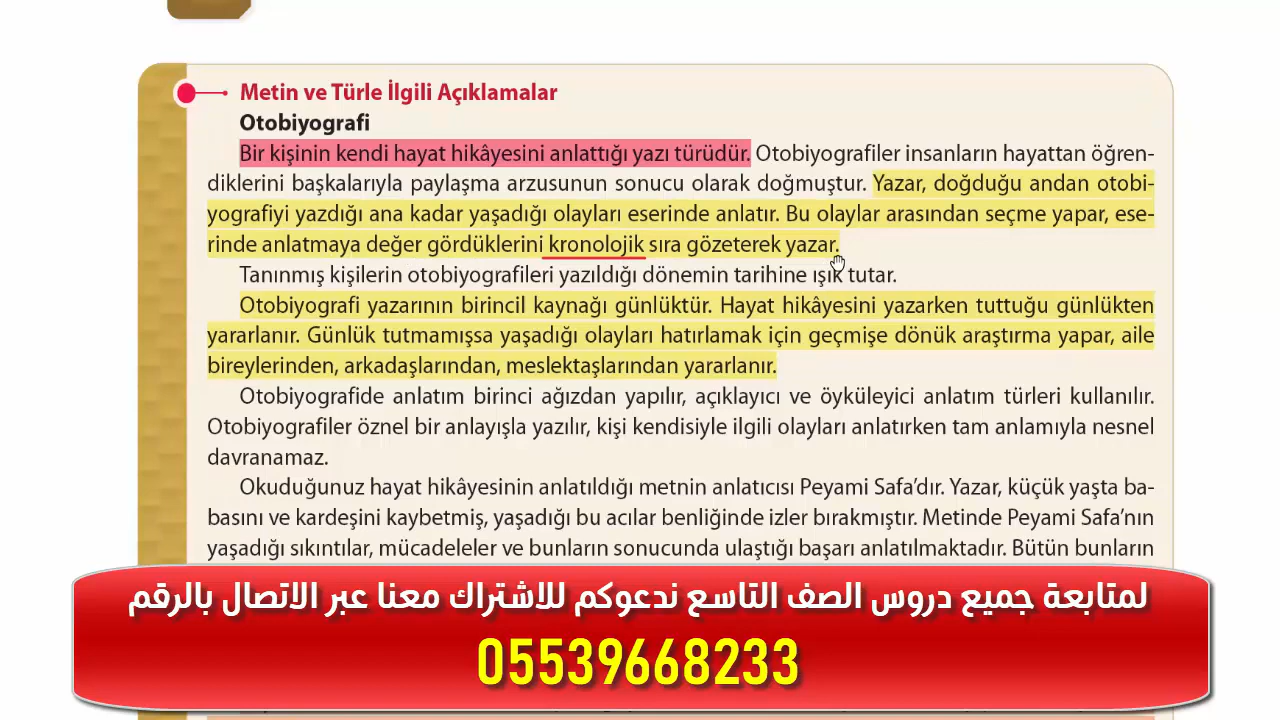 Metin ve Türle İlgili Açıklamalar
Otobiyografi
Bir kişinin kendi hayat hikâyesini anlattığı yazı türüdür. Otobiyografiler insanların hayattan öğren-
diklerini başkalarıyla paylaşma arzusunun sonucu olarak doğmuştur. Yazar, doğduğu andan otobi-
yografiyi yazdığı ana kadar yaşadığı olayları eserinde anlatır. Bu olaylar arasından seçme yapar, ese-
rinde anlatmaya değer gördüklerini kronolojik sıra gözeterek yazar.
Tanınmış kişilerin otobiyografileri yazıldığı dönemin tarihine ışık tutar.
Otobiyografi yazarının birincil kaynağı günlüktür. Hayat hikâyesini yazarken tuttuğu günlükten
yararlanır. Günlük tutmamışsa yaşadığı olayları hatırlamak için geçmişe dönük araştırma yapar, aile
bireylerinden, arkadaşlarından, meslektaşlarından yararlanır.
Otobiyografide anlatım birinci ağızdan yapılır, açıklayıcı ve öyküleyici anlatım türleri kullanılır.
Otobiyografiler öznel bir anlayışla yazılır, kişi kendisiyle ilgili olayları anlatırken tam anlamıyla nesnel
davranamaz.
Okuduğunuz hayat hikâyesinin anlatıldığı metnin anlatıcısı Peyami Safa’dır. Yazar, küçük yaşta ba-
basını ve kardeşini kaybetmiş, yaşadığı bu acılar benliğinde izler bırakmıştır. Metinde Peyami Safa’nın
yaşadığı sıkıntılar, mücadeleler ve bunların sonucunda ulaştığı başarı anlatılmaktadır. Bütün bunların
لمتابعة جميع دروس الصف التاسع ندعوكم للاشتراك معنا عبر الاتصال بالرقم
05539668233